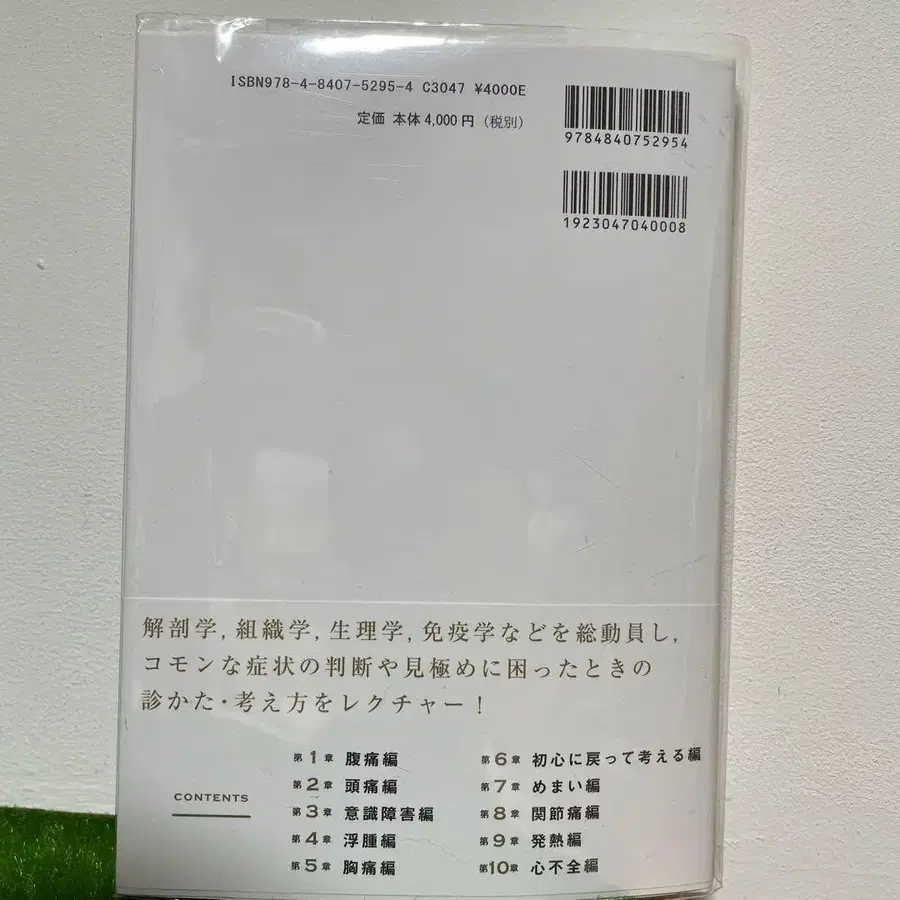 ISBN978-4-8407-5295-4 C3047 ¥4000E
定価 本体4,000円（税別）
9784840752954
1923047040008
解剖学,組織学,生理学,免疫学などを総動員し,
コモンな症状の判断や見極めに困ったときの
診かた・考え方をレクチャー！
CONTENTS
第1章 腹痛編
第2章 頭痛編
第3章 意識障害編
第4章 浮腫編
第5章 胸痛編
第6章 初心に戻って考える編
第7章 めまい編
第8章 関節痛編
第9章 発熱編
第10章 心不全編